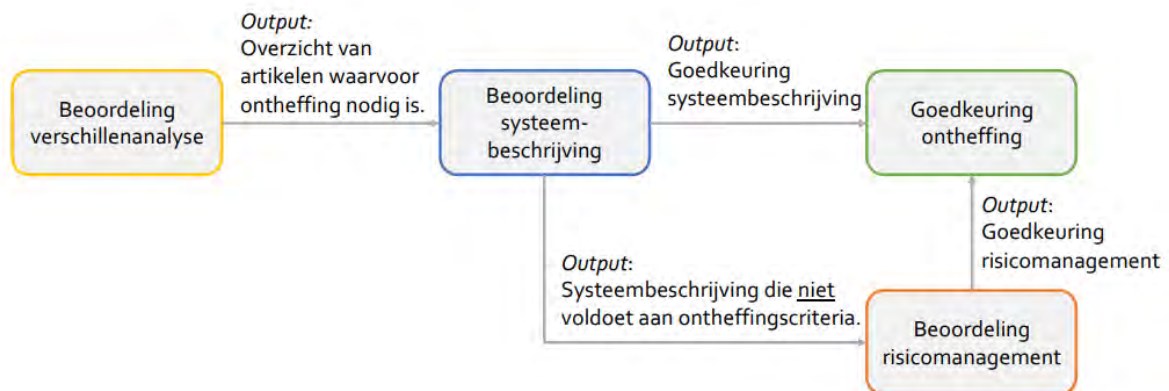 Output:
Overzicht van
artikelen waarvoor
ontheffing nodig is.
Beoordeling
verschillenanalyse
Beoordeling
systeem-
beschrijving
Output:
Goedkeuring
systeembeschrijving
Goedkeuring
ontheffing
Output:
Systeembeschrijving die niet
voldoet aan ontheffingscriteria.
Output:
Goedkeuring
risicomanagement
Beoordeling
risicomanagement